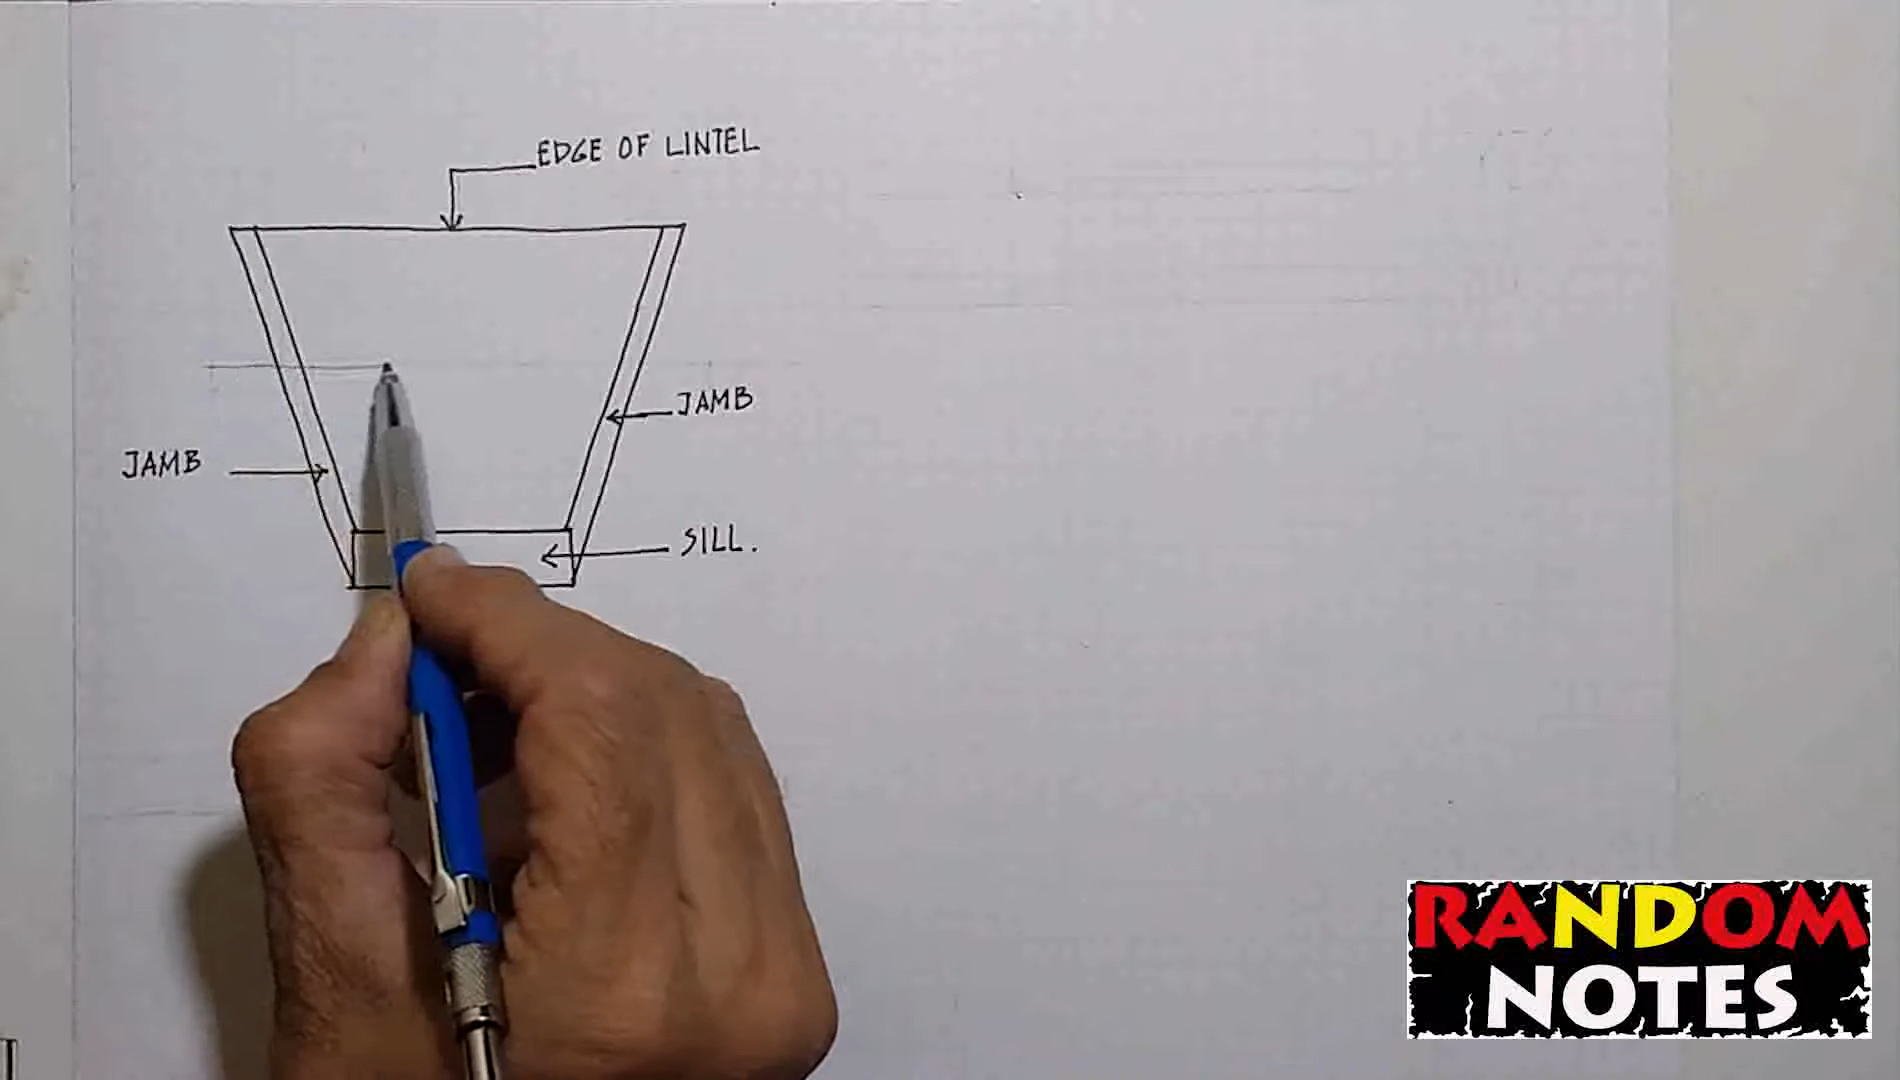 EDGE OF LINTEL
JAMB
JAMB
SILL.
RANDOM
NOTES